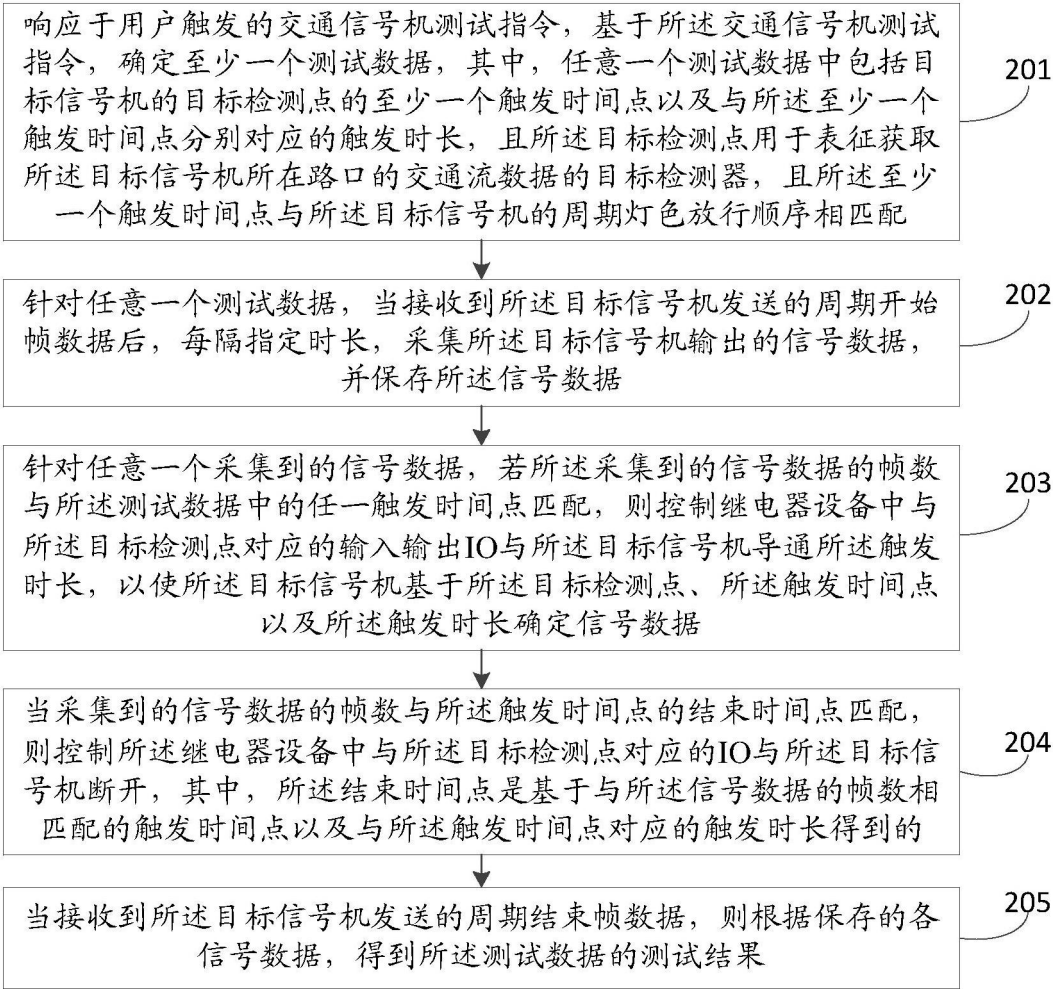 响应于用户触发的交通信号机测试指令，基于所述交通信号机测试
指令，确定至少一个测试数据，其中，任意一个测试数据中包括目
标信号机的目标检测点的至少一个触发时间点以及与所述至少一个
触发时间点分别对应的触发时长，且所述目标检测点用于表征获取
所述目标信号机所在路口的交通流数据的目标检测器，且所述至少
一个触发时间点与所述目标信号机的周期灯色放行顺序相匹配
201
针对任意一个测试数据，当接收到所述目标信号机发送的周期开始
帧数据后，每隔指定时长，采集所述目标信号机输出的信号数据，
并保存所述信号数据
202
针对任意一个采集到的信号数据，若所述采集到的信号数据的帧数
与所述测试数据中的任一触发时间点匹配，则控制继电器设备中与
所述目标检测点对应的输入输出IO与所述目标信号机导通所述触发
时长，以使所述目标信号机基于所述目标检测点、所述触发时间点
以及所述触发时长确定信号数据
203
当采集到的信号数据的帧数与所述触发时间点的结束时间点匹配，
则控制所述继电器设备中与所述目标检测点对应的IO与所述目标信
号机断开，其中，所述结束时间点是基于与所述信号数据的帧数相
匹配的触发时间点以及与所述触发时间点对应的触发时长得到的
204
当接收到所述目标信号机发送的周期结束帧数据，则根据保存的各
信号数据，得到所述测试数据的测试结果
205